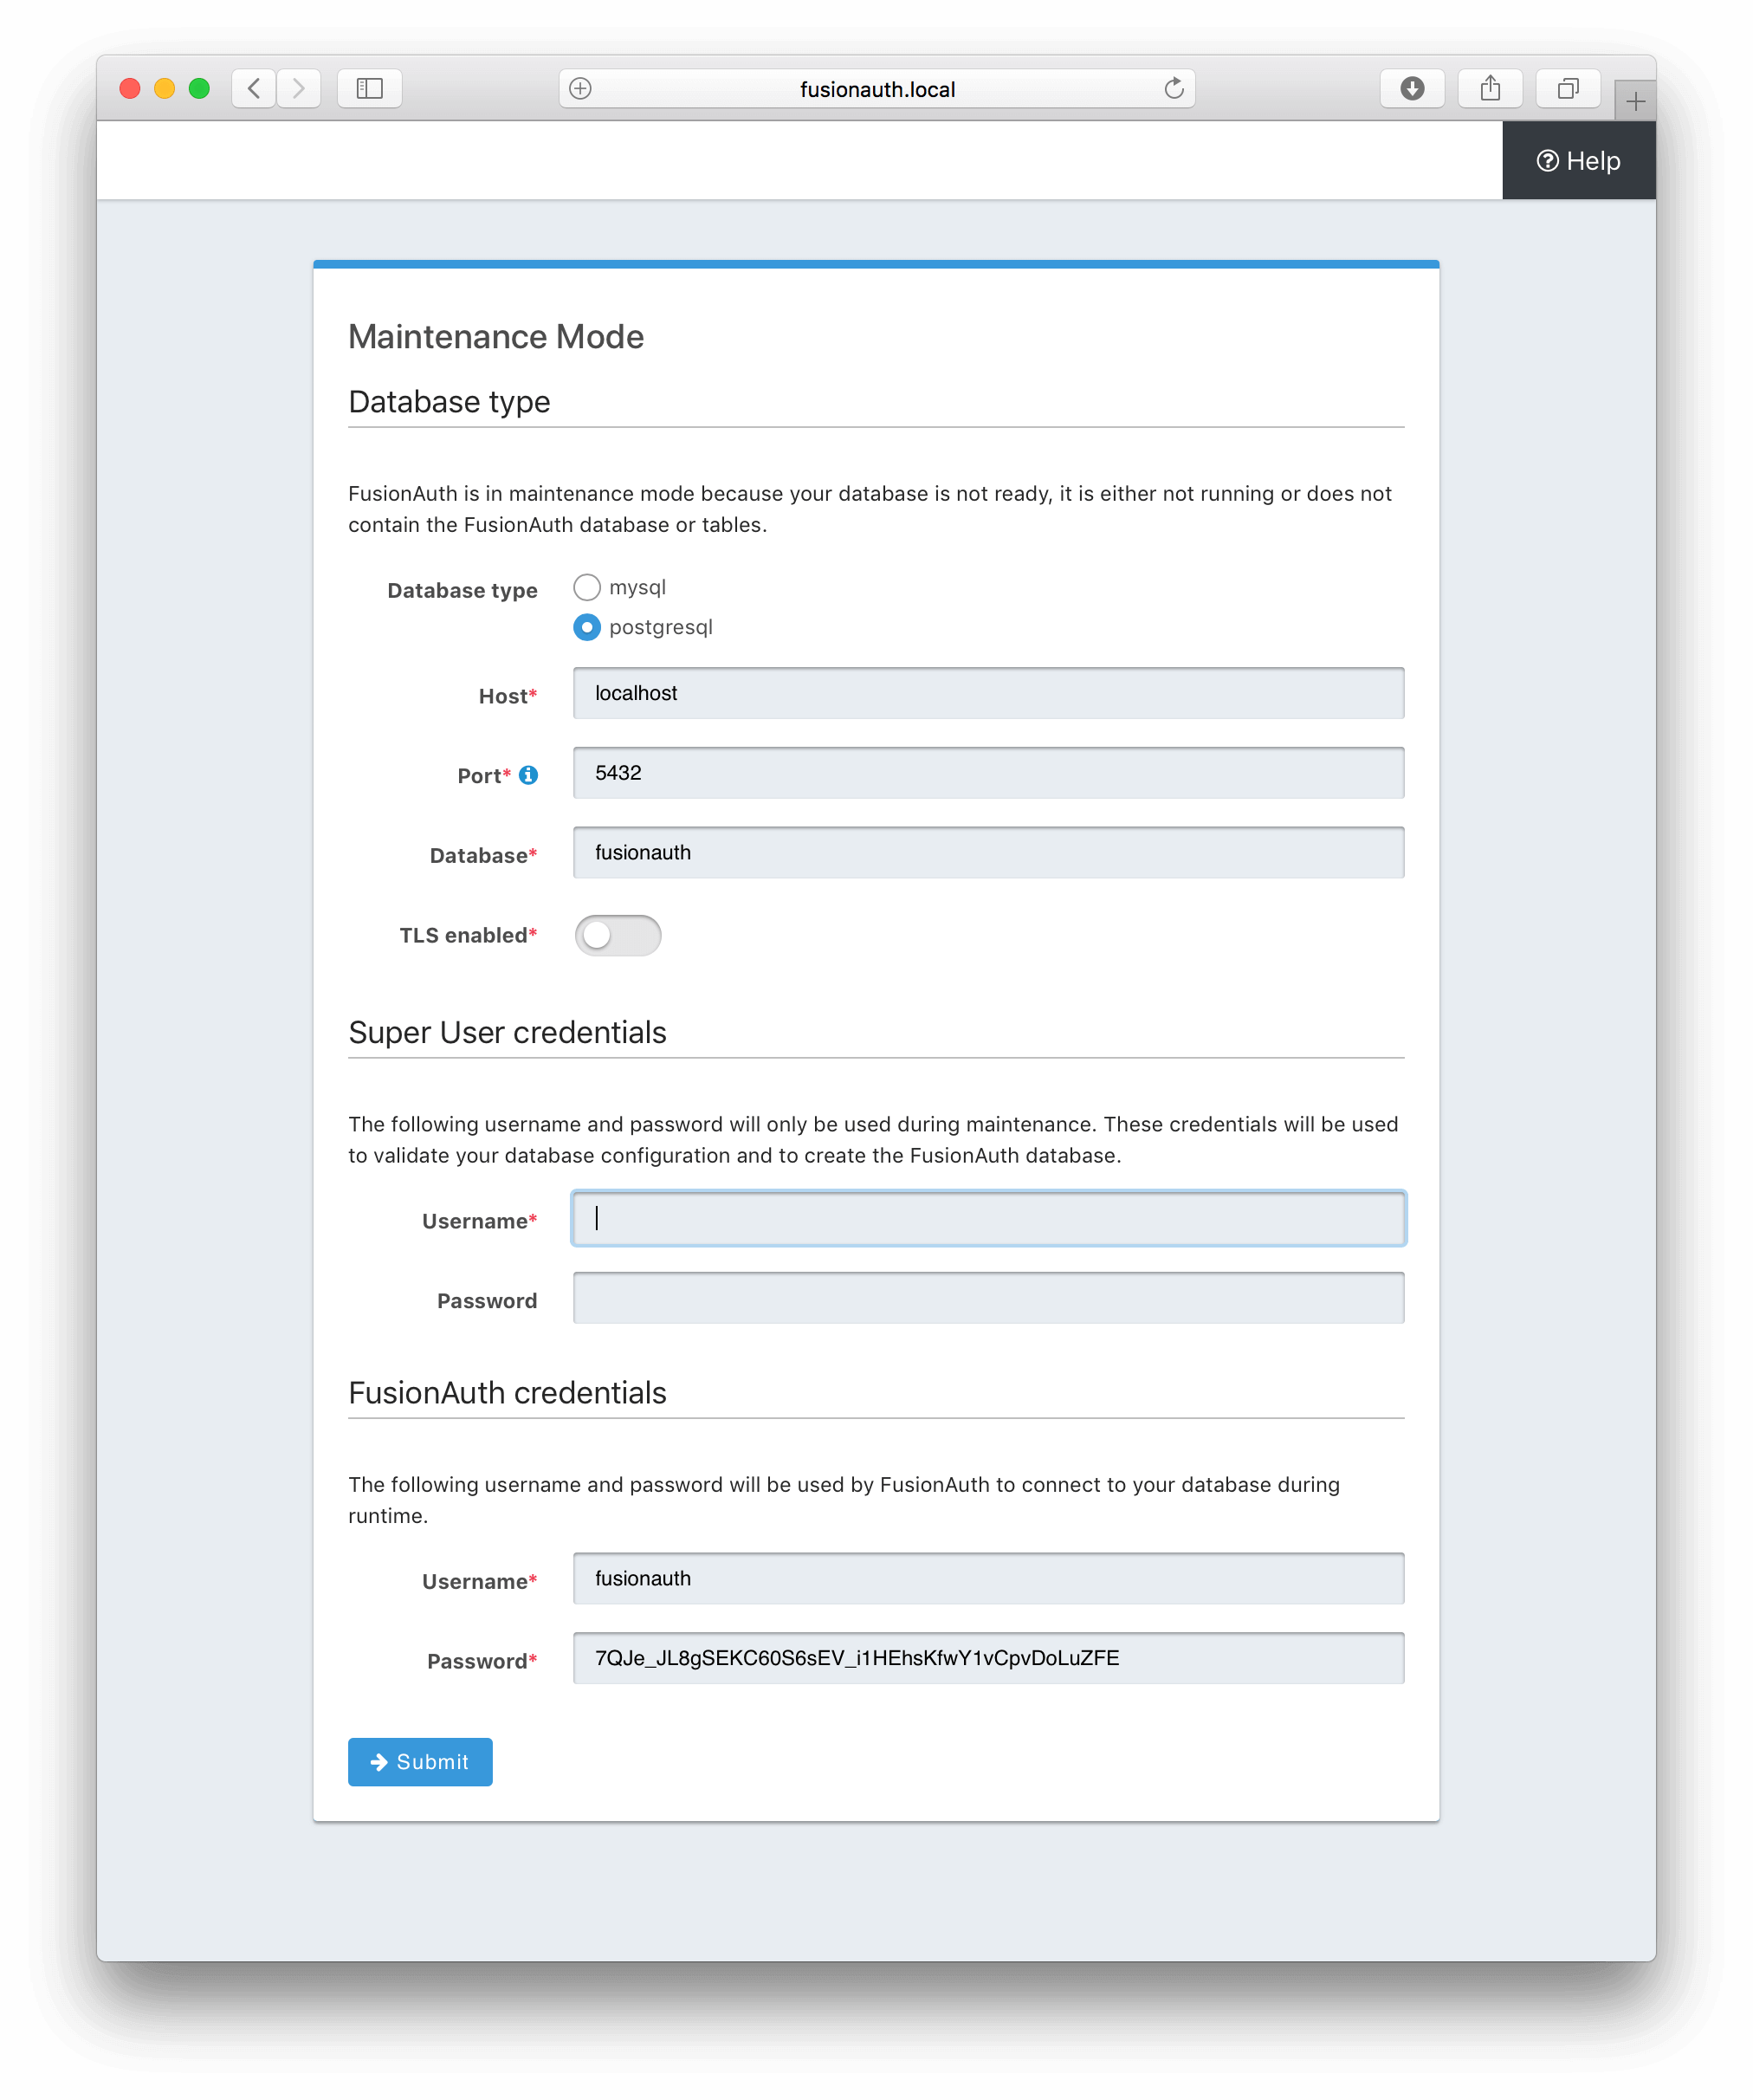 fusionauth.local
Help
Maintenance Mode
Database type
FusionAuth is in maintenance mode because your database is not ready, it is either not running or does not
contain the FusionAuth database or tables.
Database type
mysql
postgresql
Host* localhost
Port* 5432
Database* fusionauth
TLS enabled*
Super User credentials
The following username and password will only be used during maintenance. These credentials will be used
to validate your database configuration and to create the FusionAuth database.
Username*
Password
FusionAuth credentials
The following username and password will be used by FusionAuth to connect to your database during
runtime.
Username* fusionauth
Password* 7QJe_JL8gSEKC60S6sEV_i1HEhsKfwY1vCpvDoLuZFE
Submit